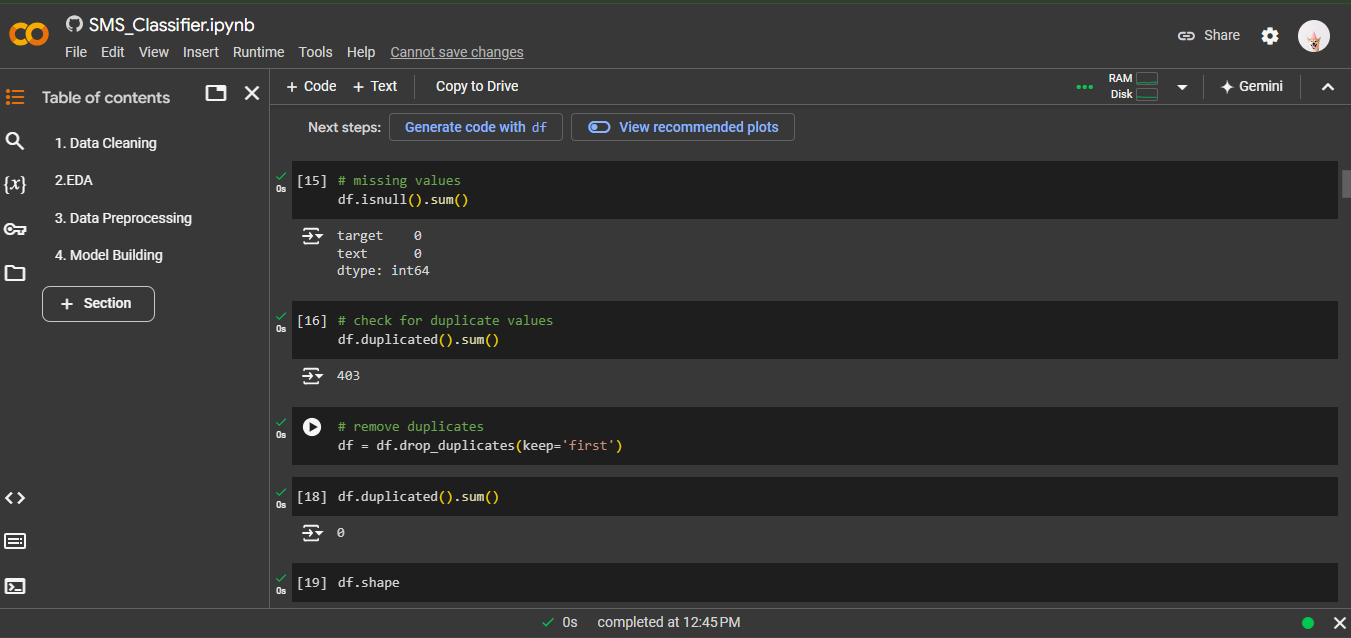 SMS_Classifier.ipynb
File Edit View Insert Runtime Tools Help Cannot save changes
Share
Table of contents
+ Code + Text Copy to Drive
RAM
Disk
Gemini
1. Data Cleaning
2.EDA
3. Data Preprocessing
4. Model Building
+ Section
Next steps: Generate code with df View recommended plots
0s
[15] # missing values
df.isnull().sum()
target 0
text 0
dtype: int64
0s
[16] # check for duplicate values
df.duplicated().sum()
403
0s
# remove duplicates
df = df.drop_duplicates(keep='first')
0s
[18] df.duplicated().sum()
0
0s
[19] df.shape
0s completed at 12:45 PM